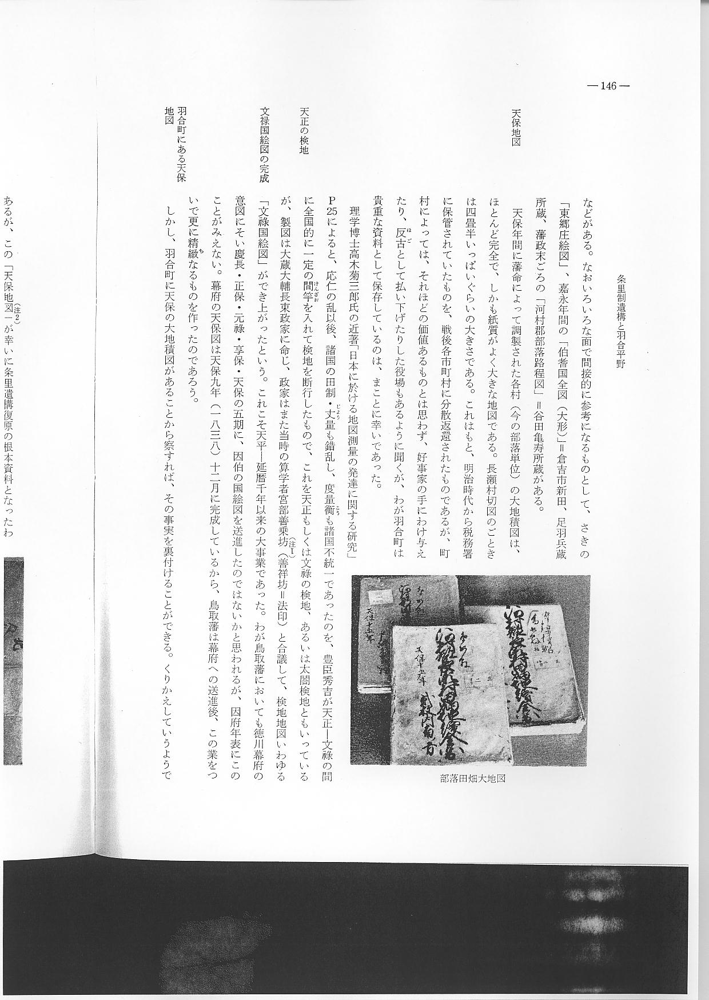 ―146―
条里制遺構と羽合平野
などがある。なおいろいろな面で間接的に参考になるものとして、さきの
「東郷庄絵図」、嘉永年間の「伯耆国全図（大形）」＝倉吉市新田、足羽兵蔵
所蔵、藩政末ごろの「河村郡部落路程図」＝谷田亀寿所蔵がある。
天保地図
天保年間に藩命によって調製された各村（今の部落単位）の大地積図は、
ほとんど完全で、しかも紙質がよく大きな地図である。長瀬村切図のごとき
は四畳半いっぱいぐらいの大きさである。これはもと、明治時代から税務署
に保管されていたものを、戦後各市町村に分散返還されたものであるが、町
村によっては、それほどの価値あるものとは思わず、好事家の手にわけ与え
たり、反古として払い下げたりした役場もあるように聞くが、わが羽合町は
貴重な資料として保存しているのは、まことに幸いであった。
理学博士高木菊三郎氏の近著「日本に於ける地図測量の発達に関する研究」
P25によると、応仁の乱以後、諸国の田制・丈量も錯乱し、度量衡も諸国不統一であったのを、豊臣秀吉が天正―文祿の間
天正の検地
に全国的に一定の間竿を入れて検地を断行したもので、これを天正もしくは文祿の検地、あるいは太閤検地ともいっている
が、製図は大蔵大輔長束政家に命じ、政家はまた当時の算学者宮部善乗坊（注1）（善祥坊＝法印）と合議して、検地地図いわゆる
文禄国絵図の完成
「文祿国絵図」ができ上がったという。これこそ天平―延暦千年以来の大事業であった。わが鳥取藩においても徳川幕府の
意図にそい慶長・正保・元祿・享保・天保の五期に、因伯の国絵図を送進したのではないかと思われるが、因府年表にこの
ことがみえない。幕府の天保図は天保九年（一八三八）十二月に完成しているから、鳥取藩は幕府への送進後、この業をつ
いで更に精緻なるものを作ったのであろう。
羽合町にある天保
地図
しかし、羽合町に天保の大地積図があることから察すれば、その事実を裏付けることができる。くりかえしていうようで
部落田畑大地図
あるが、この「天保地図」（注2）が幸いに条里遺構復原の根本資料となったわ